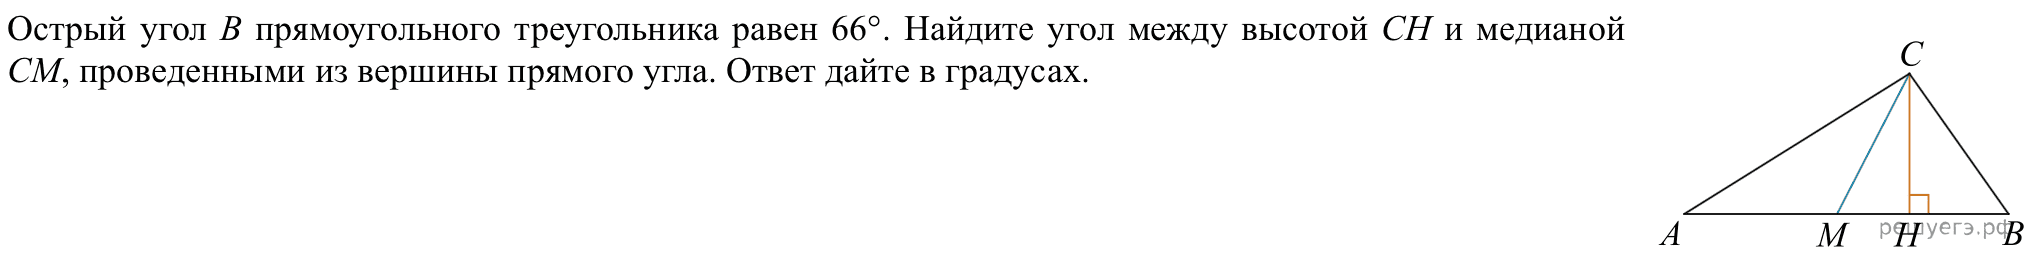 Острый угол B прямоугольного треугольника равен 66°. Найдите угол между высотой CH и медианой
CM, проведенными из вершины прямого угла. Ответ дайте в градусах.
C
A M H B
решуегэ.рф